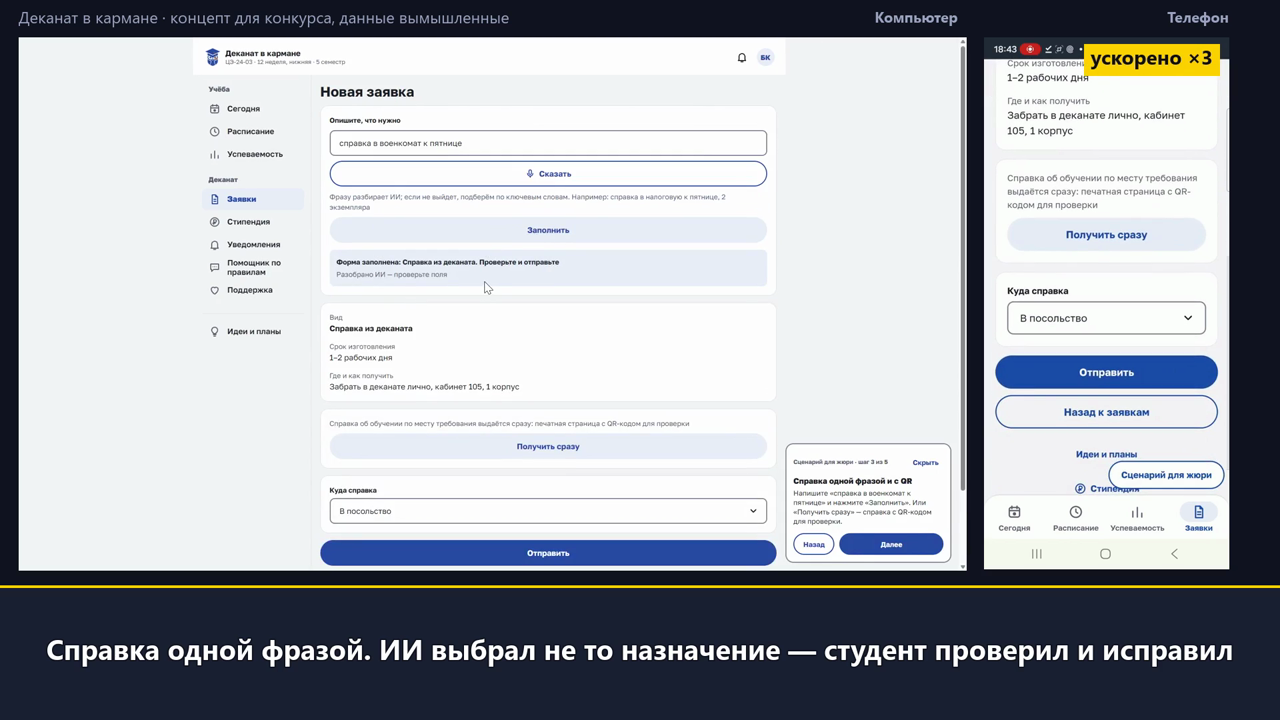 Деканат в кармане · концепт для конкурса, данные вымышленные
Компьютер
Телефон
Деканат в кармане
ЦЭ-24-03 · 12 неделя, нижняя · 5 семестр
БК
Учёба
Сегодня
Расписание
Успеваемость
Деканат
Заявки
Стипендия
Уведомления
Помощник по
правилам
Поддержка
Идеи и планы
Новая заявка
Опишите, что нужно
справка в военкомат к пятнице
Сказать
Фразу разбирает ИИ; если не выйдет, подберём по ключевым словам. Например: справка в налоговую к пятнице, 2
экземпляра
Заполнить
Форма заполнена: Справка из деканата. Проверьте и отправьте
Разобрано ИИ — проверьте поля
Вид
Справка из деканата
Срок изготовления
1–2 рабочих дня
Где и как получить
Забрать в деканате лично, кабинет 105, 1 корпус
Справка об обучении по месту требования выдаётся сразу: печатная страница с QR-кодом для проверки
Получить сразу
Куда справка
В посольство
Отправить
Сценарий для жюри · шаг 3 из 5
Скрыть
Справка одной фразой и с QR
Напишите «справка в военкомат к
пятнице» и нажмите «Заполнить». Или
«Получить сразу» — справка с QR-кодом
для проверки.
Назад
Далее
18:43
ускорено ×3
Срок изготовле
1–2 рабочих дня
Где и как получить
Забрать в деканате лично, кабинет
105, 1 корпус
Справка об обучении по месту требования
выдаётся сразу: печатная страница с QR-
кодом для проверки
Получить сразу
Куда справка
В посольство
Отправить
Назад к заявкам
Идеи и планы
Сценарий для жюри
Стипендия
Сегодня
Расписание
Успеваемость
Заявки
Справка одной фразой. ИИ выбрал не то назначение — студент проверил и исправил